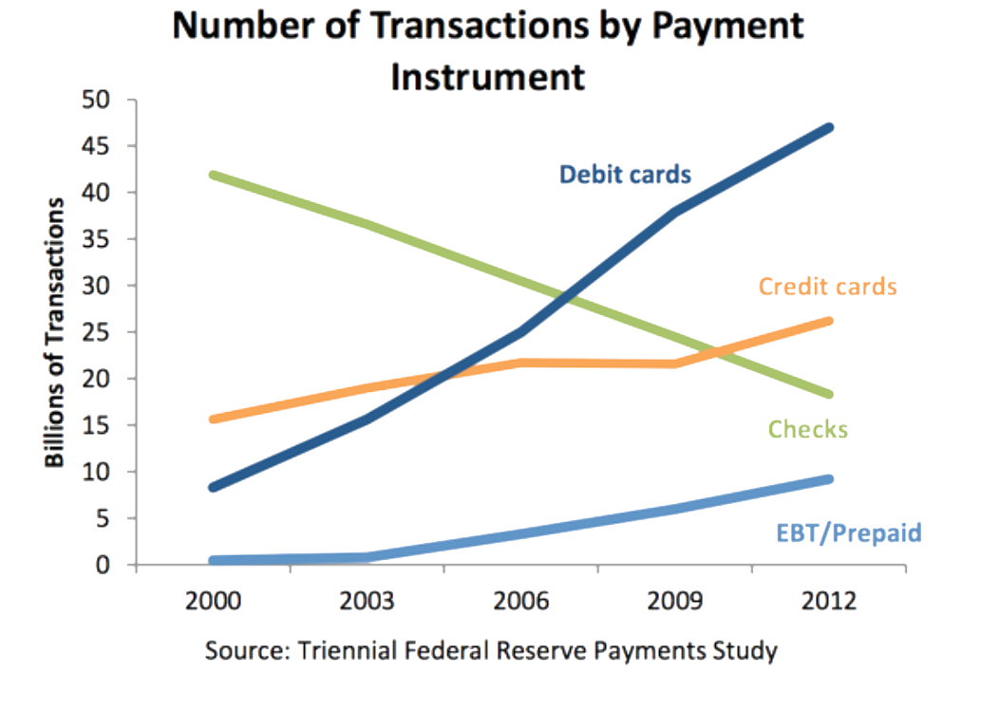 Number of Transactions by Payment
Instrument
50
45
40
35
30
25
20
15
10
5
0
Billions of Transactions
Debit cards
Credit cards
Checks
EBT/Prepaid
2000 2003 2006 2009 2012
Source: Triennial Federal Reserve Payments Study